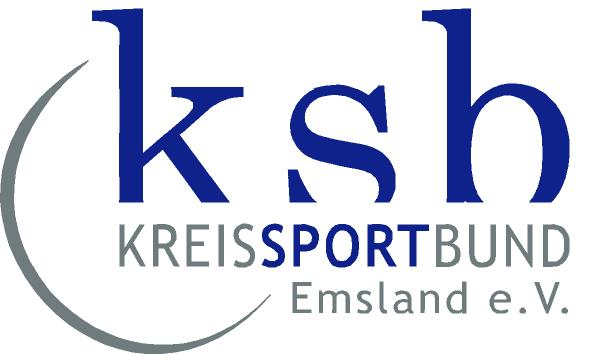 ksb
KREISSPORTBUND
Emsland e.V.